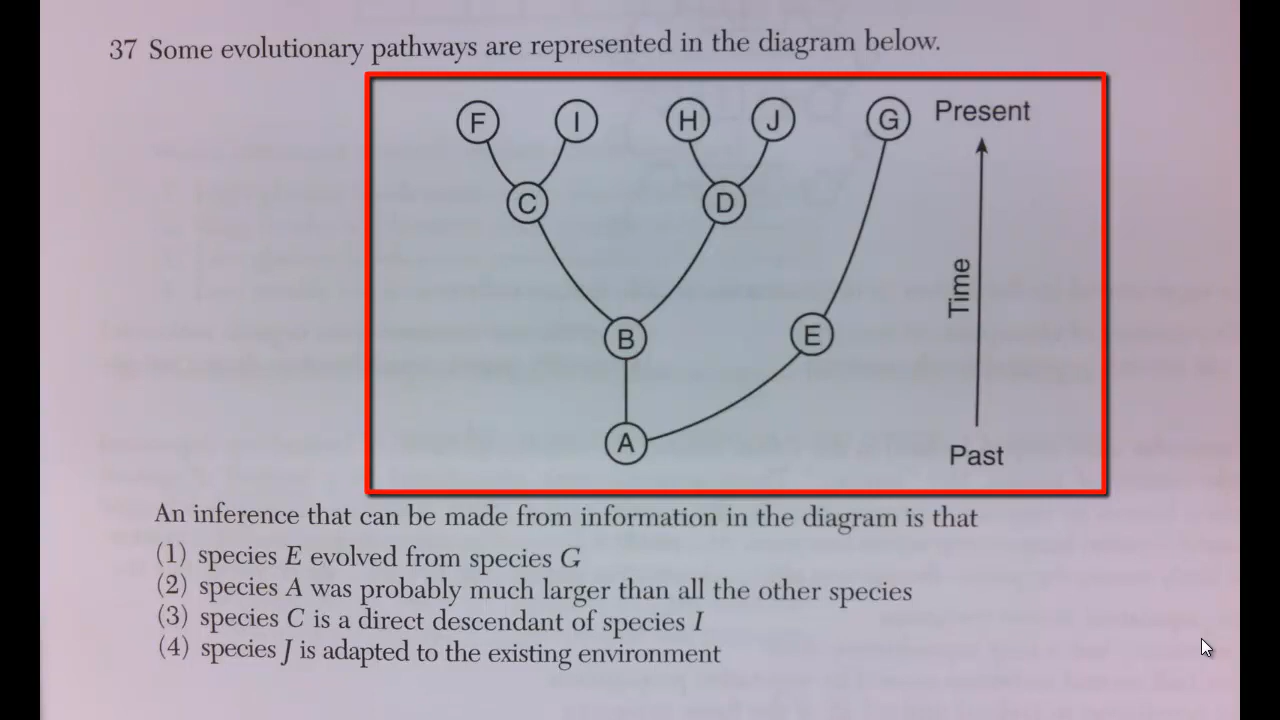 37 Some evolutionary pathways are represented in the diagram below.
F I H J G Present
C D
Time
B E
A
Past
An inference that can be made from information in the diagram is that
(1) species E evolved from species G
(2) species A was probably much larger than all the other species
(3) species C is a direct descendant of species I
(4) species J is adapted to the existing environment